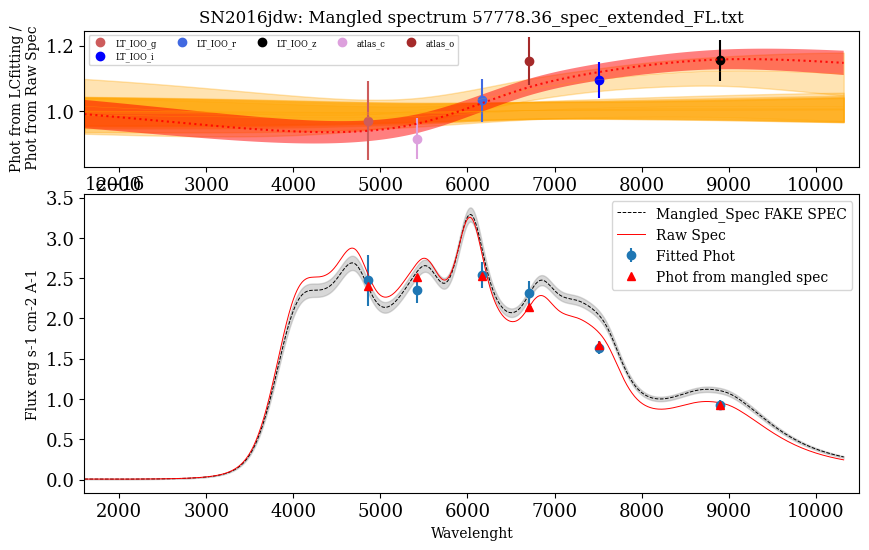 SN2016jdw: Mangled spectrum 57778.36_spec_extended_FL.txt
Phot from LCfitting /
Phot from Raw Spec
1.2
1.0
LT_IOO_g LT_IOO_r LT_IOO_z atlas_c atlas_o
LT_IOO_i
2000 3000 4000 5000 6000 7000 8000 9000 10000
1e−16
Flux erg s-1 cm-2 A-1
3.5
3.0
2.5
2.0
1.5
1.0
0.5
0.0
Mangled_Spec FAKE SPEC
Raw Spec
Fitted Phot
Phot from mangled spec
2000 3000 4000 5000 6000 7000 8000 9000 10000
Wavelenght